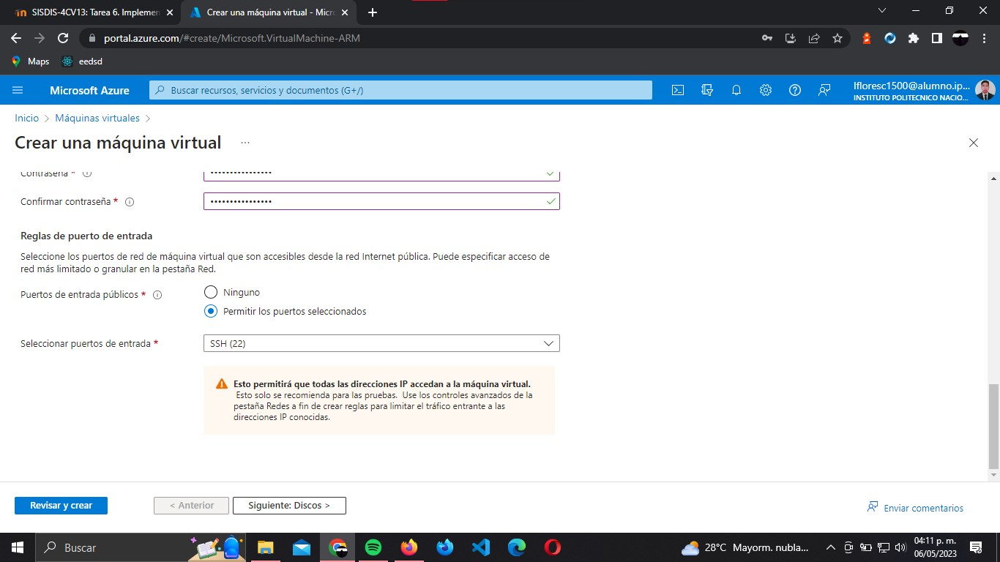 SISDIS-4CV13: Tarea 6. Implemen
Crear una máquina virtual - Micro
portal.azure.com/#create/Microsoft.VirtualMachine-ARM
Maps
eedsd
Microsoft Azure
Buscar recursos, servicios y documentos (G+/)
lfloresc1500@alumno.ip...
INSTITUTO POLITECNICO NACIO...
Inicio > Máquinas virtuales >
Crear una máquina virtual ...
Contraseña *
Confirmar contraseña *
Reglas de puerto de entrada
Seleccione los puertos de red de máquina virtual que son accesibles desde la red Internet pública. Puede especificar acceso de
red más limitado o granular en la pestaña Red.
Puertos de entrada públicos *
Ninguno
Permitir los puertos seleccionados
Seleccionar puertos de entrada *
SSH (22)
Esto permitirá que todas las direcciones IP accedan a la máquina virtual.
Esto solo se recomienda para las pruebas. Use los controles avanzados de la
pestaña Redes a fin de crear reglas para limitar el tráfico entrante a las
direcciones IP conocidas.
Revisar y crear
< Anterior
Siguiente: Discos >
Enviar comentarios
Buscar
28°C Mayorm. nubla...
04:11 p. m.
06/05/2023